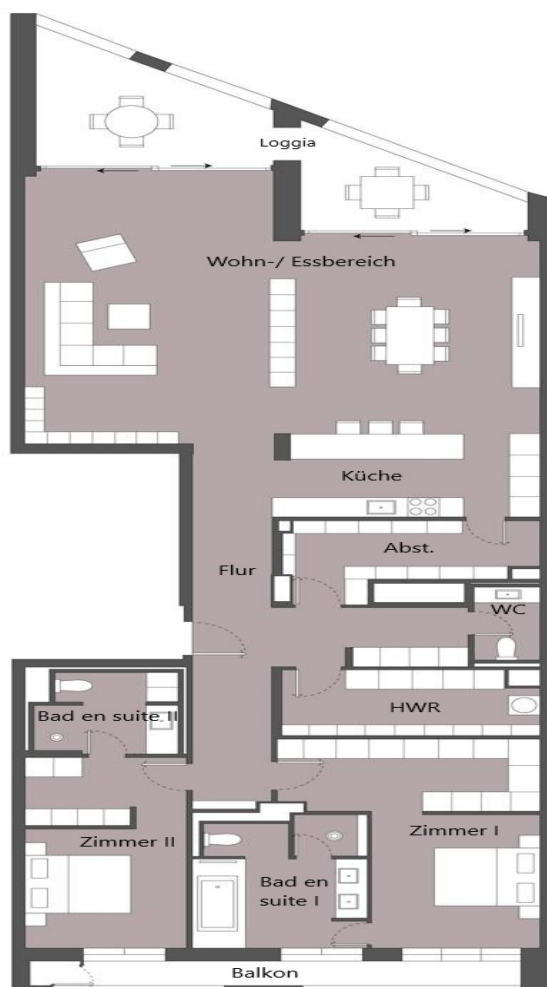 Loggia
Wohn-/ Essbereich
Küche
Abst.
Flur
WC
HWR
Bad en suite II
Zimmer II
Zimmer I
Bad en
suite I
Balkon